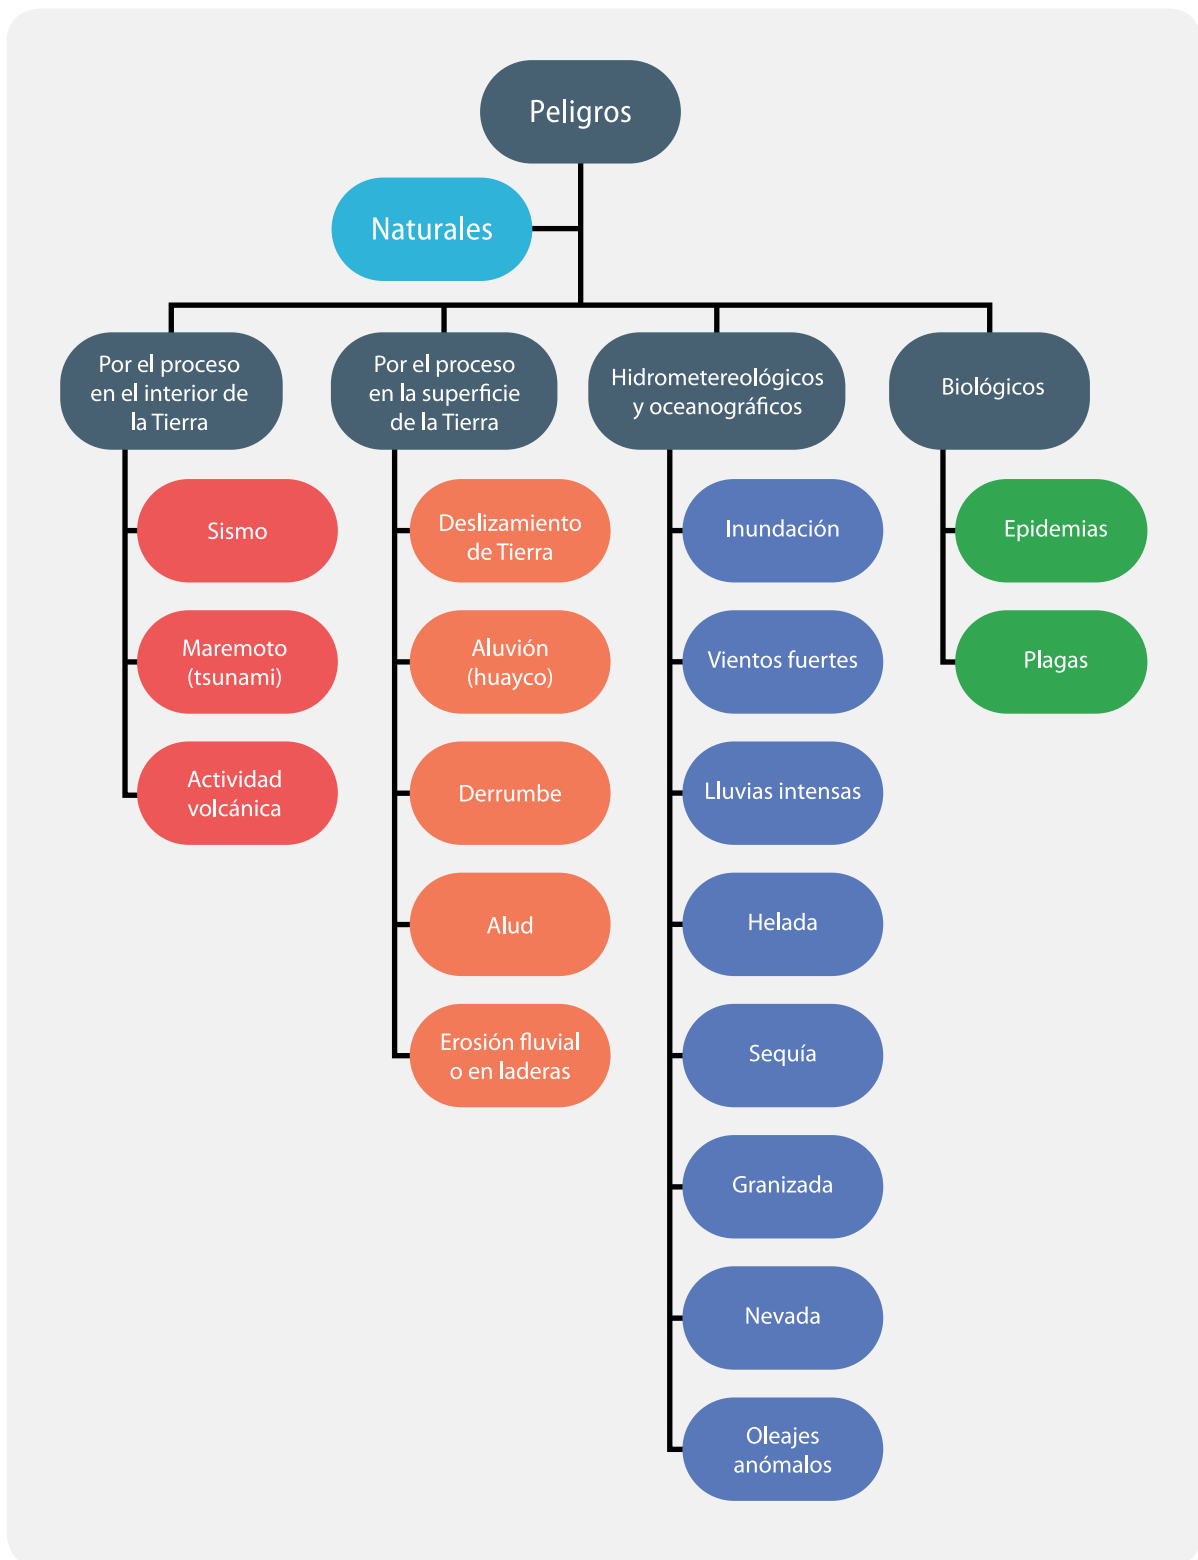 Peligros
Naturales
Por el proceso
en el interior de
la Tierra
Sismo
Maremoto
(tsunami)
Actividad
volcánica
Por el proceso
en la superficie
de la Tierra
Deslizamiento
de Tierra
Aluvión
(huayco)
Derrumbe
Alud
Erosión fluvial
o en laderas
Hidrometereológicos
y oceanográficos
Inundación
Vientos fuertes
Lluvias intensas
Helada
Sequía
Granizada
Nevada
Oleajes
anómalos
Biológicos
Epidemias
Plagas